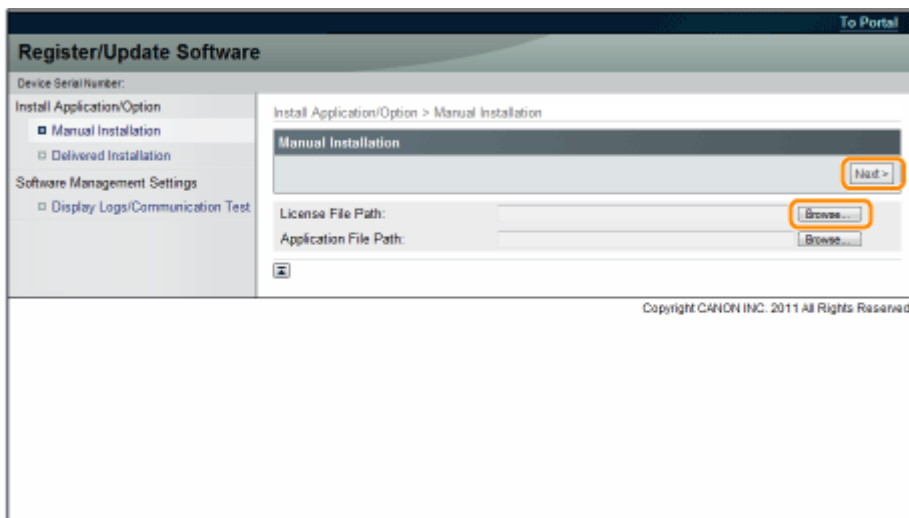 To Portal
Register/Update Software
Device Serial Number:
Install Application/Option
Manual Installation
Delivered Installation
Software Management Settings
Display Logs/Communication Test
Install Application/Option > Manual Installation
Manual Installation
Next >
License File Path:
Browse...
Application File Path:
Browse...
Copyright CANON INC. 2011 All Rights Reserved